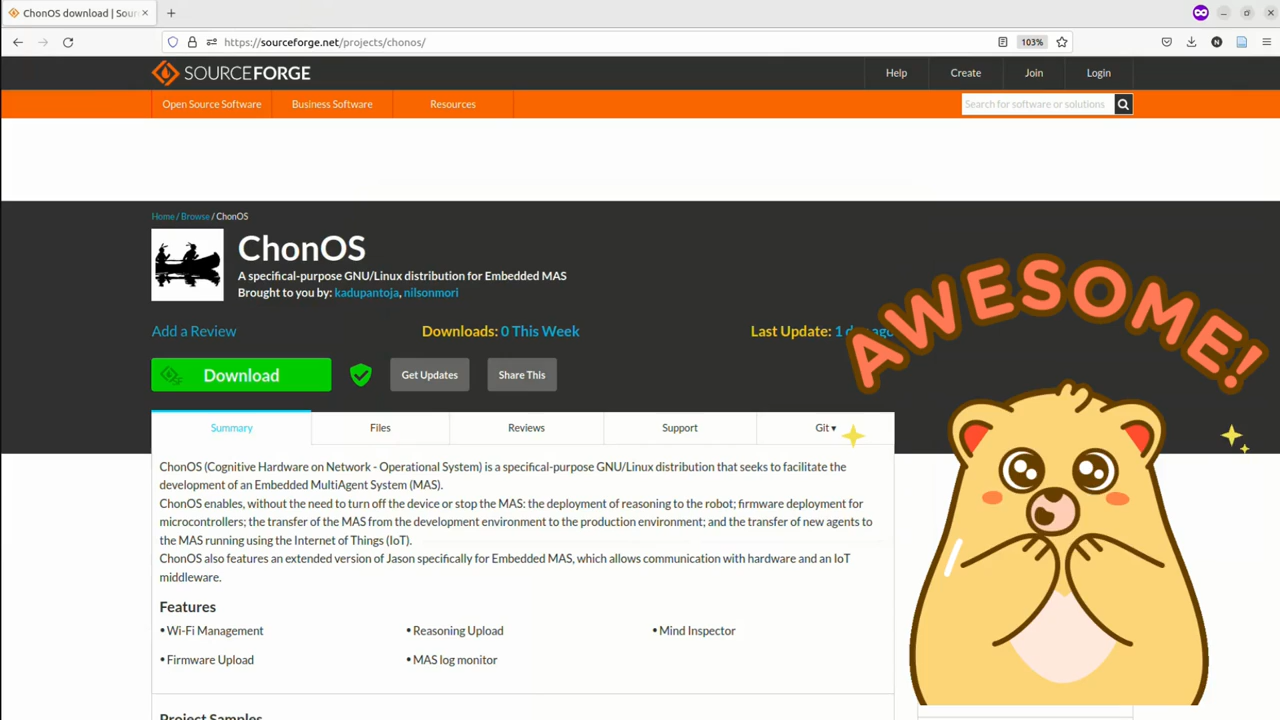 ChonOS download | Sour
https://sourceforge.net/projects/chonos/
103%
N
SOURCEFORGE
Help
Create
Join
Login
Open Source Software
Business Software
Resources
Search for software or solutions
Home / Browse / ChonOS
ChonOS
A specifical-purpose GNU/Linux distribution for Embedded MAS
Brought to you by: kadupantoja, nilsonmori
Add a Review
Downloads: 0 This Week
Last Update: 1 day ago
AWESOME!
Download
Get Updates
Share This
Summary
Files
Reviews
Support
Git ▾
ChonOS (Cognitive Hardware on Network - Operational System) is a specifical-purpose GNU/Linux distribution that seeks to facilitate the
development of an Embedded MultiAgent System (MAS).
ChonOS enables, without the need to turn off the device or stop the MAS: the deployment of reasoning to the robot; firmware deployment for
microcontrollers; the transfer of the MAS from the development environment to the production environment; and the transfer of new agents to
the MAS running using the Internet of Things (IoT).
ChonOS also features an extended version of Jason specifically for Embedded MAS, which allows communication with hardware and an IoT
middleware.
Features
• Wi-Fi Management
• Reasoning Upload
• Mind Inspector
• Firmware Upload
• MAS log monitor
Project Samples